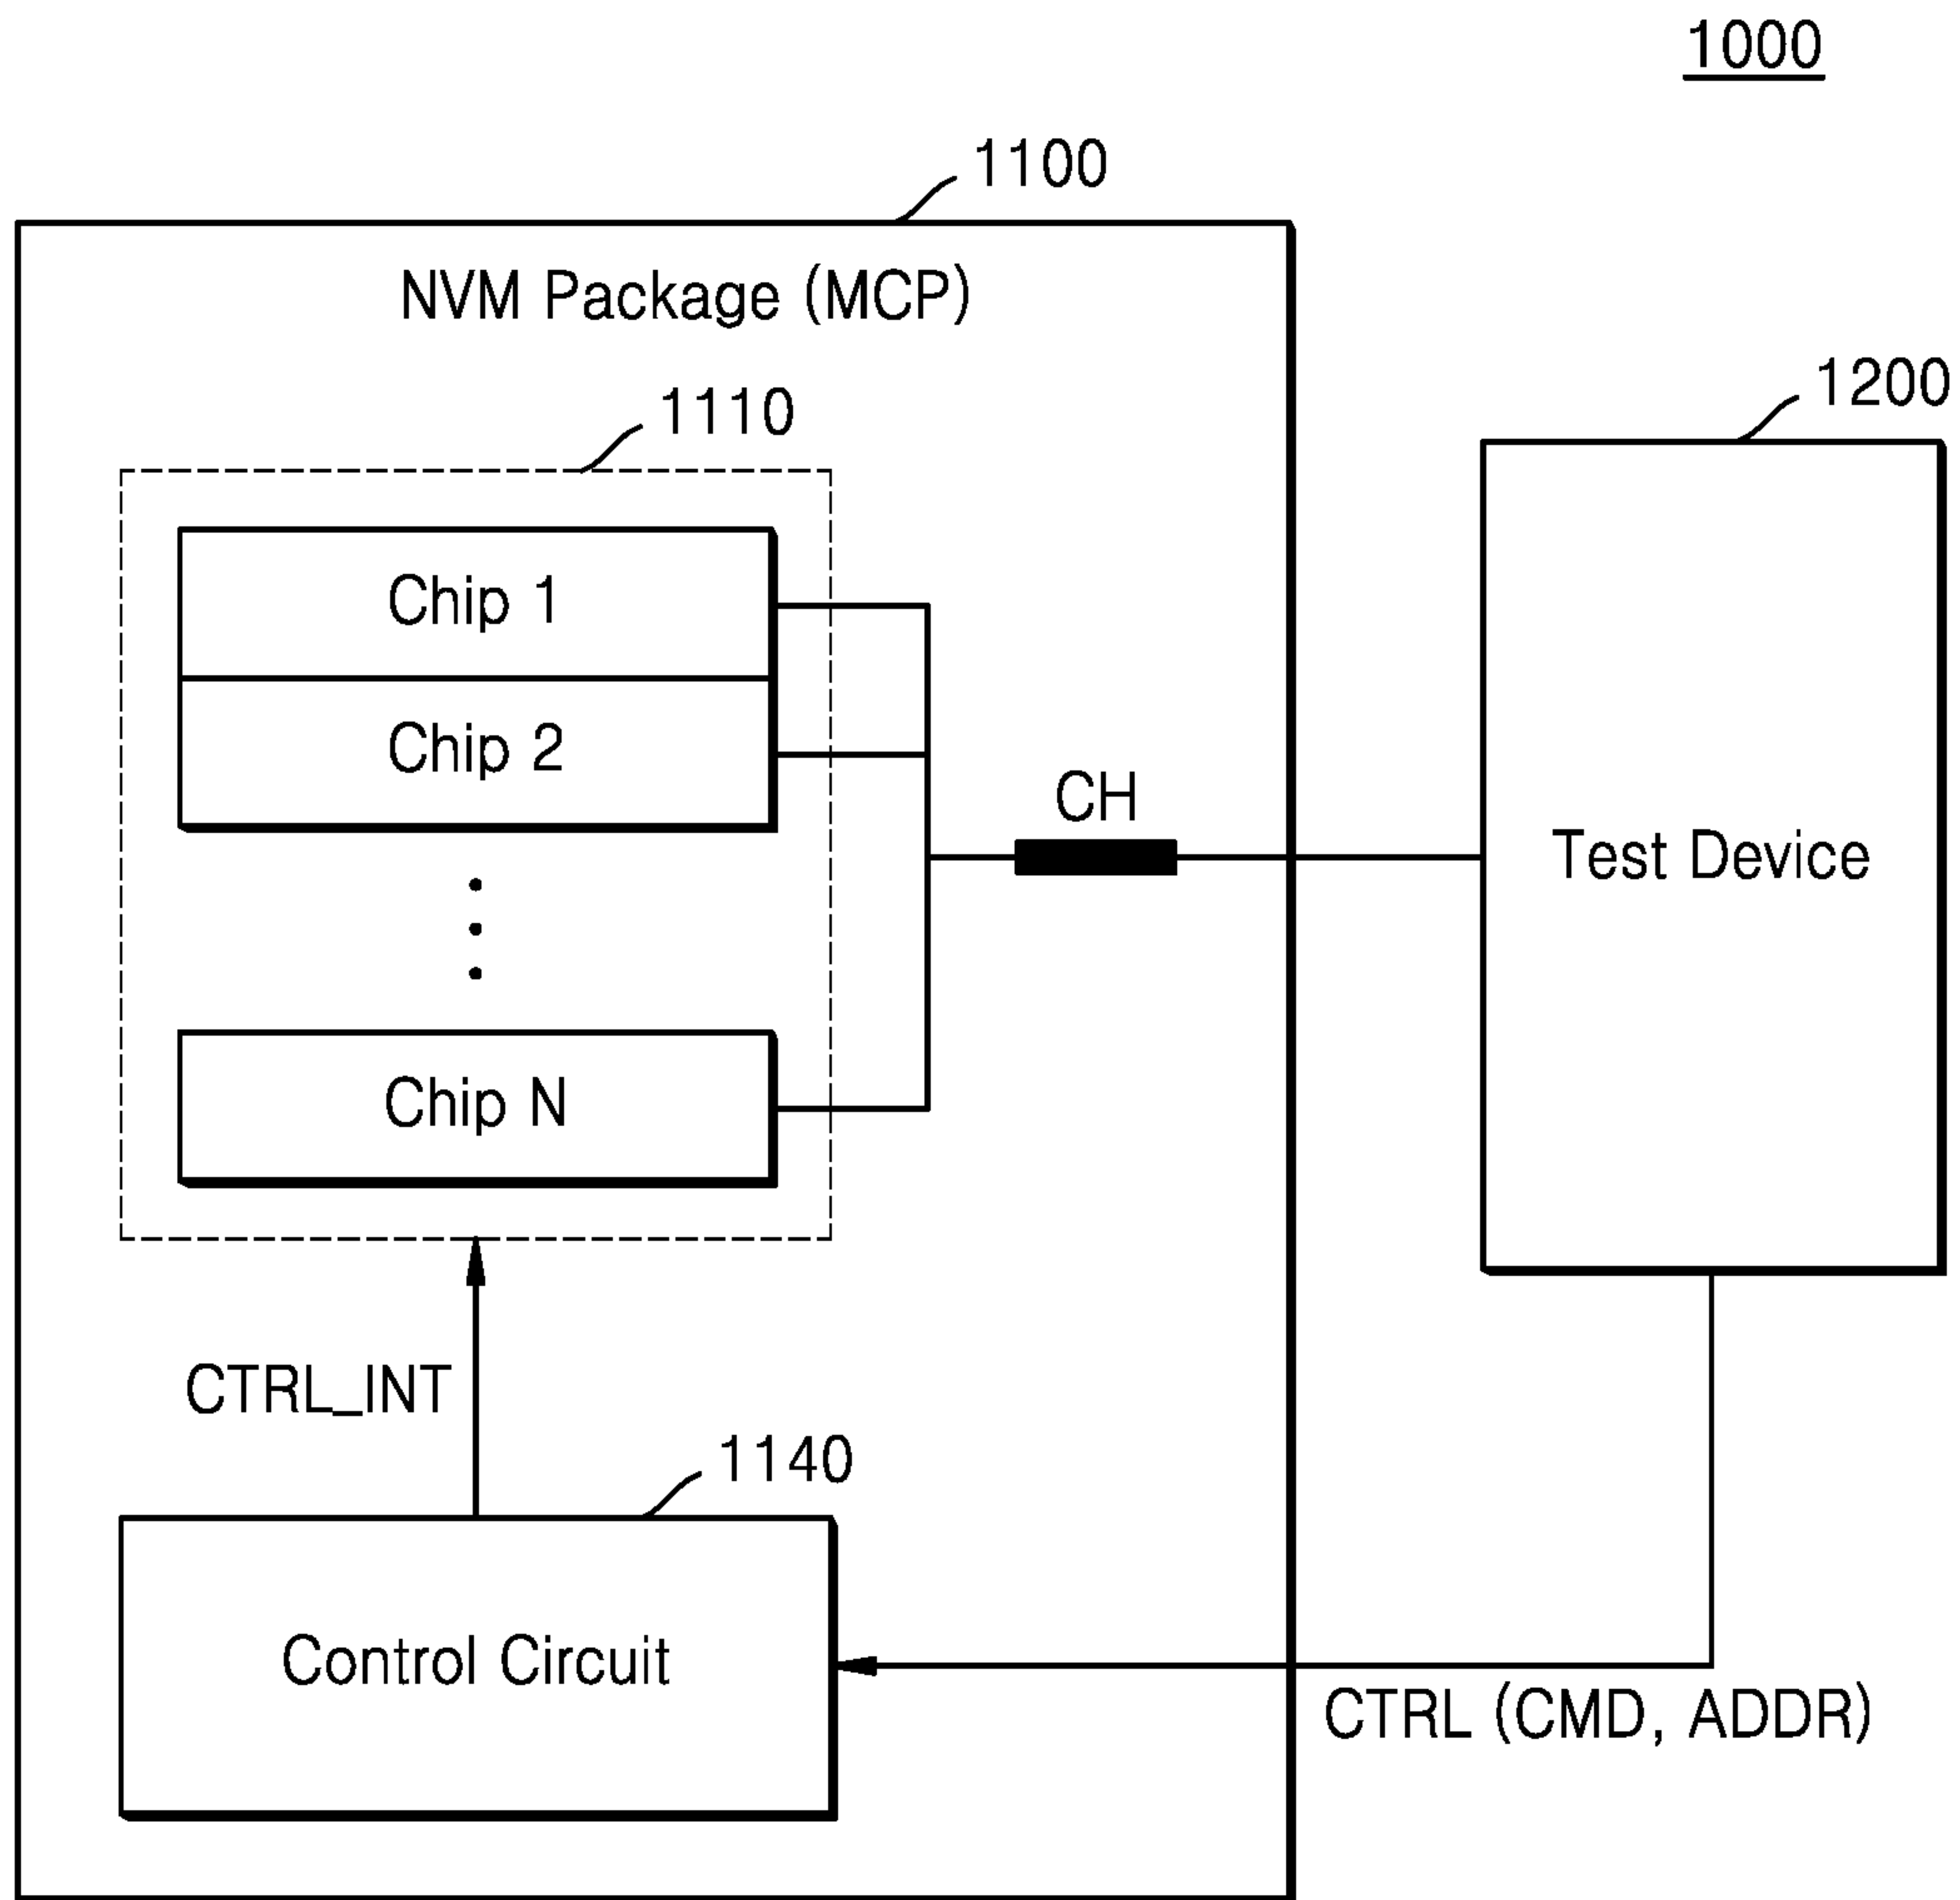 1000
1100
NVM Package (MCP)
1200
1110
Chip 1
Chip 2
CH
Test Device
Chip N
CTRL_INT
1140
Control Circuit
CTRL (CMD, ADDR)